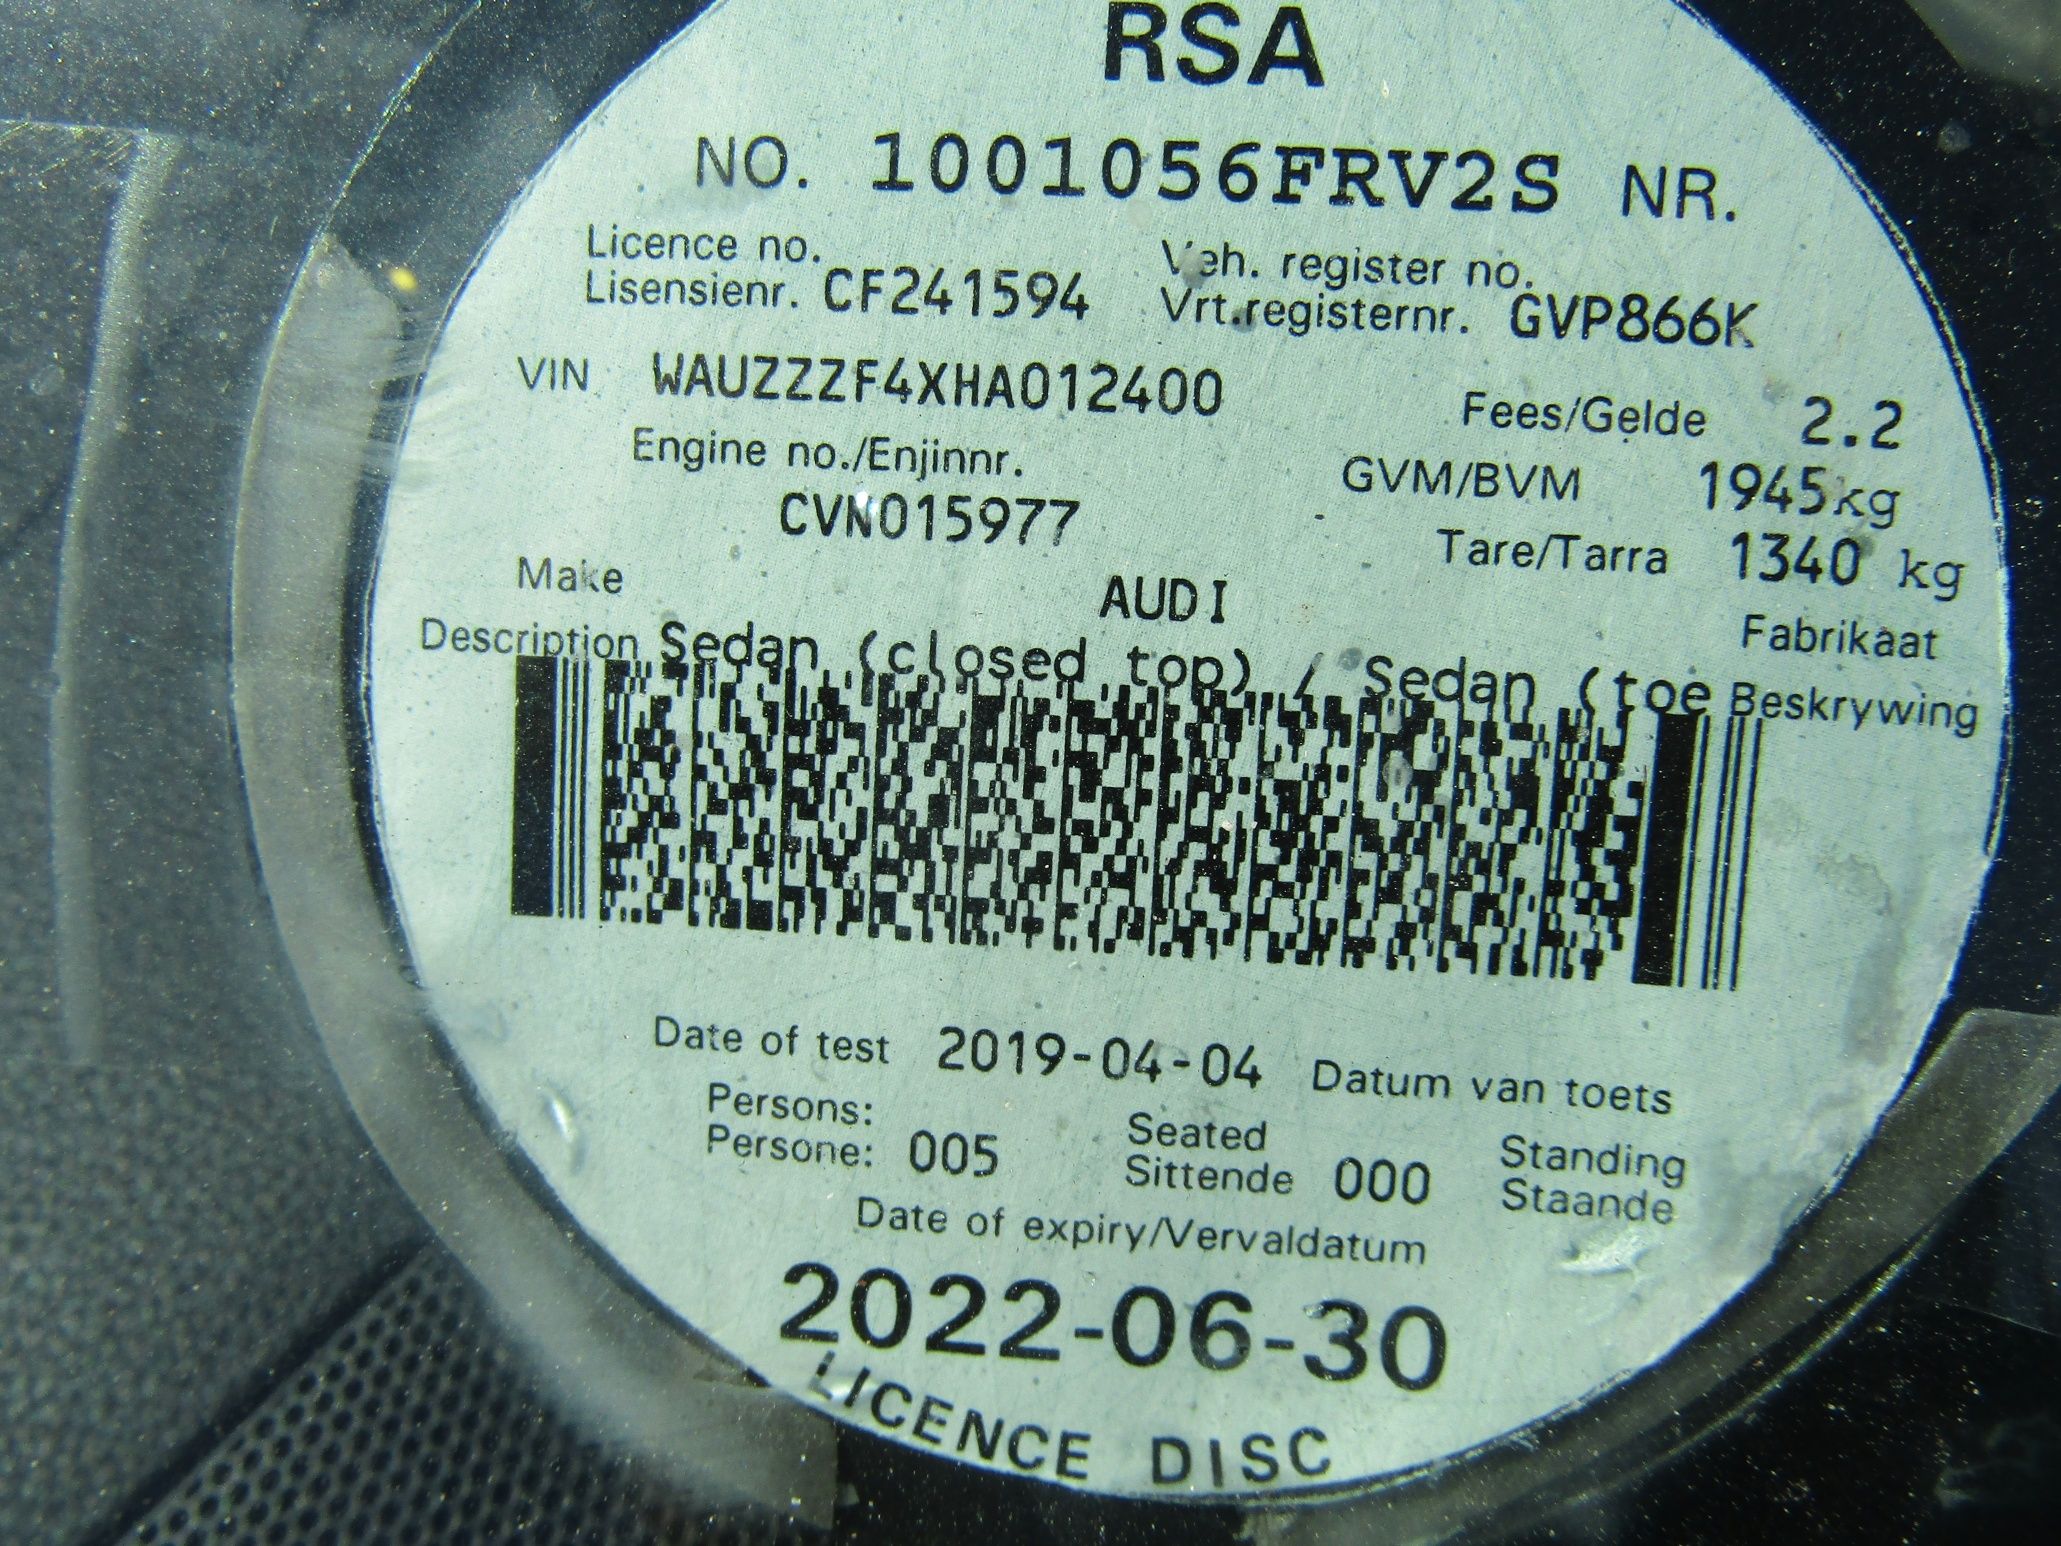 RSA
NO. 1001056FRV2S NR.
Licence no. Veh. register no.
Lisensienr. CF241594 Vrt.registernr. GVP866K
VIN WAUZZZF4XHA012400 Fees/Gelde 2.2
Engine no./Enjinnr. GVM/BVM 1945kg
CVN015977 Tare/Tarra 1340 kg
Make AUDI Fabrikaat
Description Sedan (closed top) / Sedan (toe Beskrywing
Date of test 2019-04-04 Datum van toets
Persons: Seated Standing
Persone: 005 Sittende 000 Staande
Date of expiry/Vervaldatum
2022-06-30
LICENCE DISC